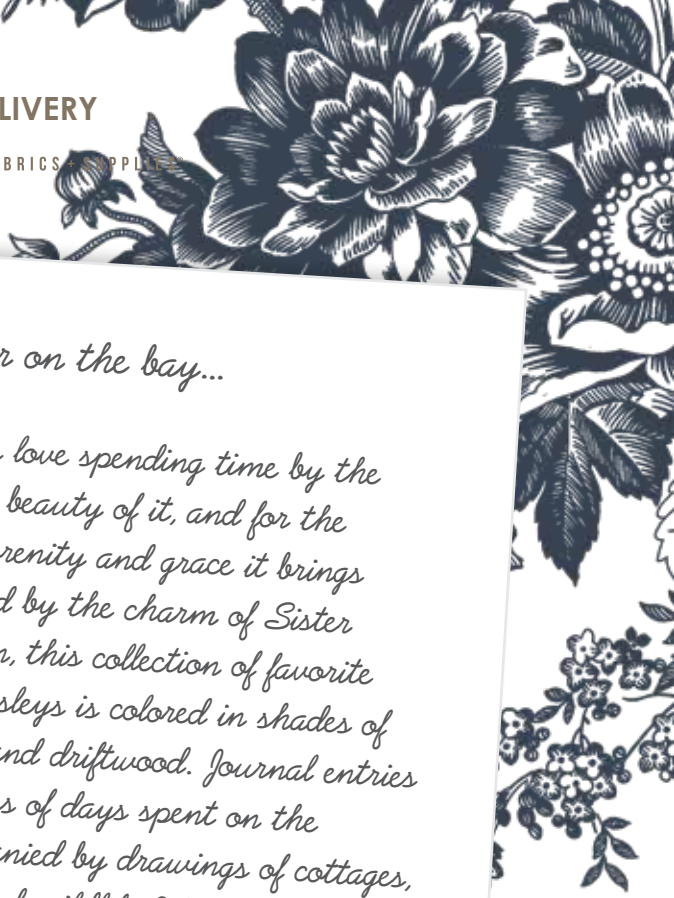 LIVERY
BRICS + SUPPLIES
r on the bay...
love spending time by the
beauty of it, and for the
renity and grace it brings
d by the charm of Sister
n, this collection of favorite
sleys is colored in shades of
nd driftwood. Journal entries
s of days spent on the
nied by drawings of cottages,